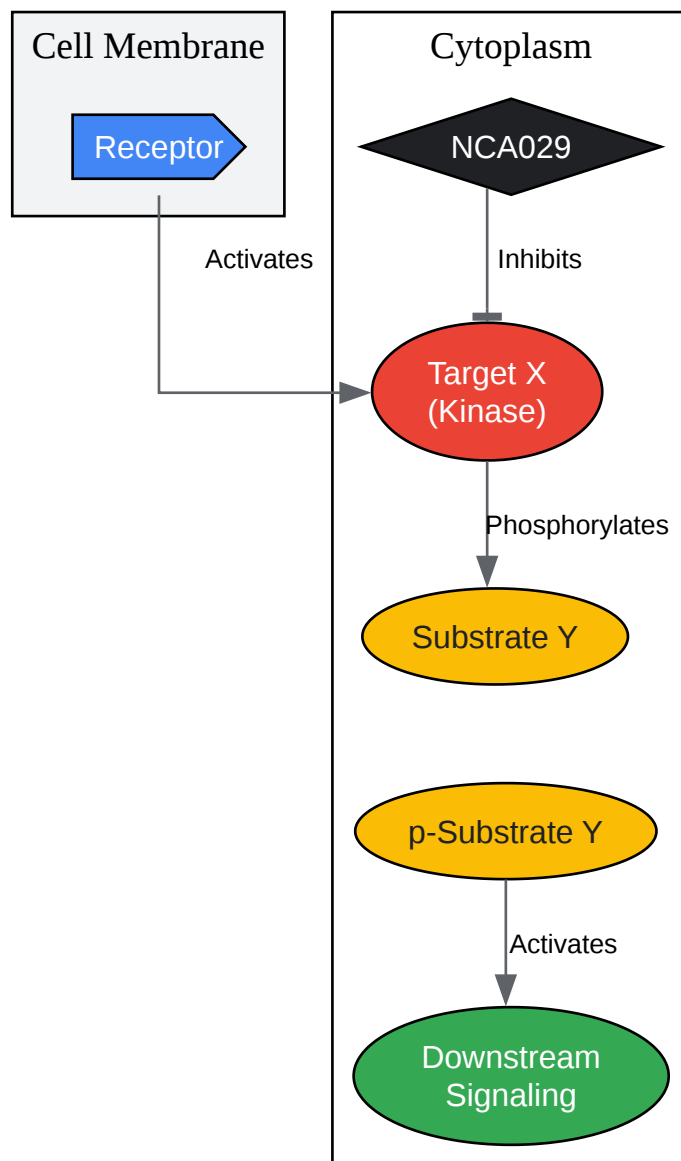 Cell Membrane
Cytoplasm
Receptor
NCA029
Activates
Inhibits
Target X
(Kinase)
Phosphorylates
Substrate Y
p-Substrate Y
Activates
Downstream
Signaling